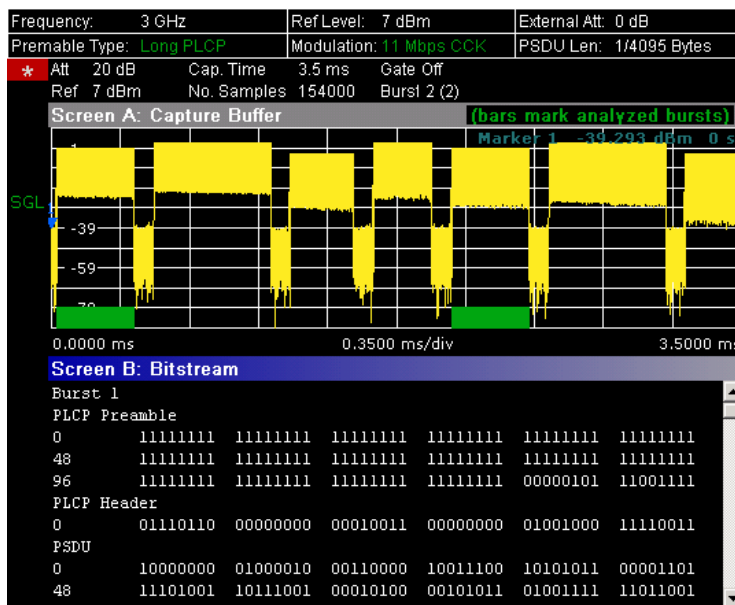 Frequency: 3 GHz Ref Level: 7 dBm External Att: 0 dB
Premable Type: Long PLCP Modulation: 11 Mbps CCK PSDU Len: 1/4095 Bytes
* Att 20 dB Cap. Time 3.5 ms Gate Off
Ref 7 dBm No. Samples 154000 Burst 2 (2)
Screen A: Capture Buffer (bars mark analyzed bursts)
Marker 1 -39.293 dBm 0 s
SGL
-39
-59
0.0000 ms 0.3500 ms/div 3.5000 ms
Screen B: Bitstream
Burst 1
PLCP Preamble
0 11111111 11111111 11111111 11111111 11111111 11111111
48 11111111 11111111 11111111 11111111 11111111 11111111
96 11111111 11111111 11111111 11111111 00000101 11001111
PLCP Header
0 01110110 00000000 00010011 00000000 01001000 11110011
PSDU
0 10000000 01000010 00110000 10011100 10101011 00001101
48 11101001 10111001 00010100 00101011 01001111 11011001